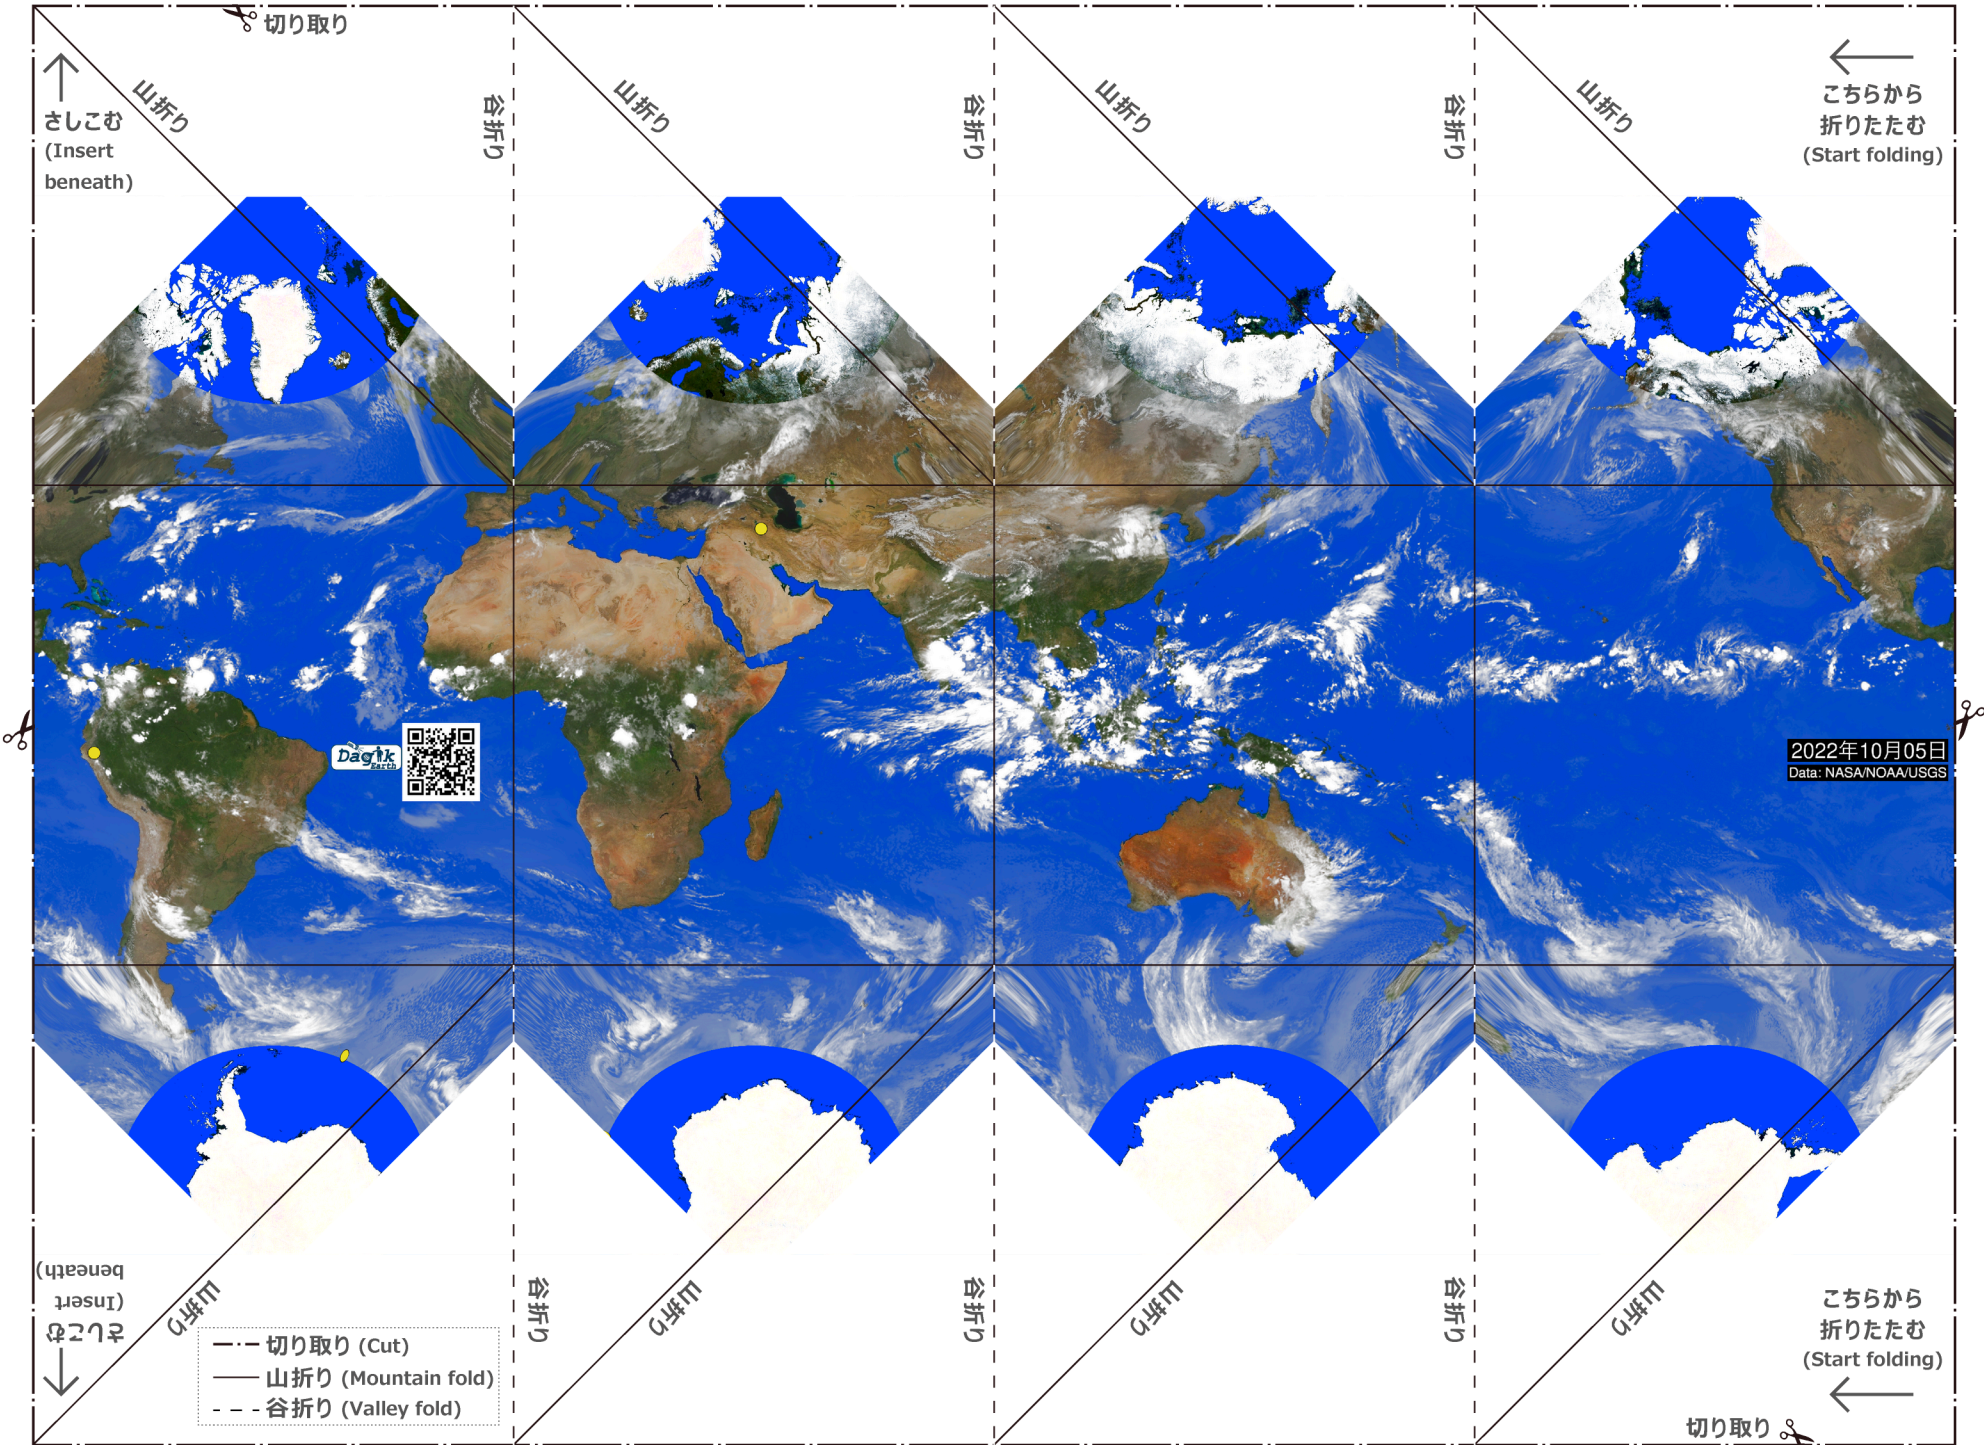 切り取り
さしこむ
(Insert
beneath)
山折り
谷折り
山折り
谷折り
山折り
谷折り
山折り
こちらから
折りたたむ
(Start folding)
Dagik
Earth
2022年10月05日
Data: NASA/NOAA/USGS
さしこむ
(Insert
beneath)
山折り
谷折り
山折り
谷折り
山折り
谷折り
山折り
こちらから
折りたたむ
(Start folding)
切り取り (Cut)
山折り (Mountain fold)
谷折り (Valley fold)
切り取り